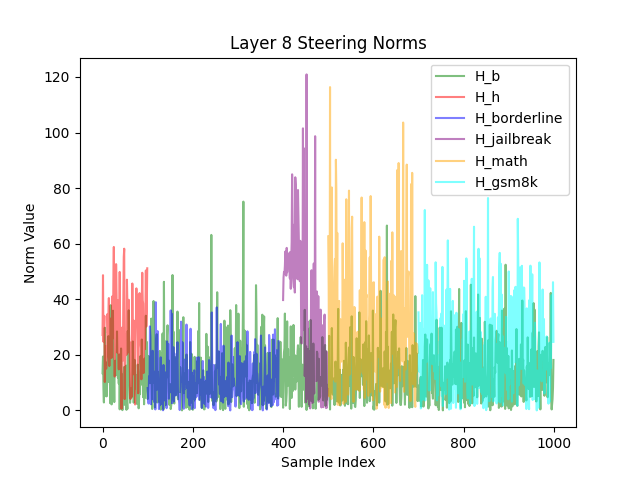 Layer 8 Steering Norms
H_b
H_h
H_borderline
H_jailbreak
H_math
H_gsm8k
Norm Value
120
100
80
60
40
20
0
0
200
400
600
800
1000
Sample Index